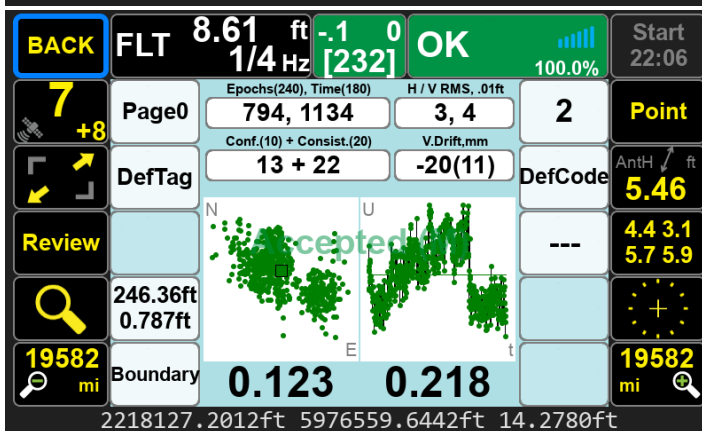 BACK
FLT
8.61 ft
1/4 Hz
-.1 0
[232]
OK
100.0%
Start
22:06
7
+8
Page0
Epochs(240), Time(180)
794, 1134
H / V RMS, .01ft
3, 4
2
Point
DefTag
Conf.(10) + Consist.(20)
13 + 22
V.Drift,mm
-20(11)
DefCode
AntH ft
5.46
Review
N
U
Accepted
---
4.4 3.1
5.7 5.9
246.36ft
0.787ft
E
t
19582
mi
Boundary
0.123
0.218
19582
mi
2218127.2012ft 5976559.6442ft 14.2780ft